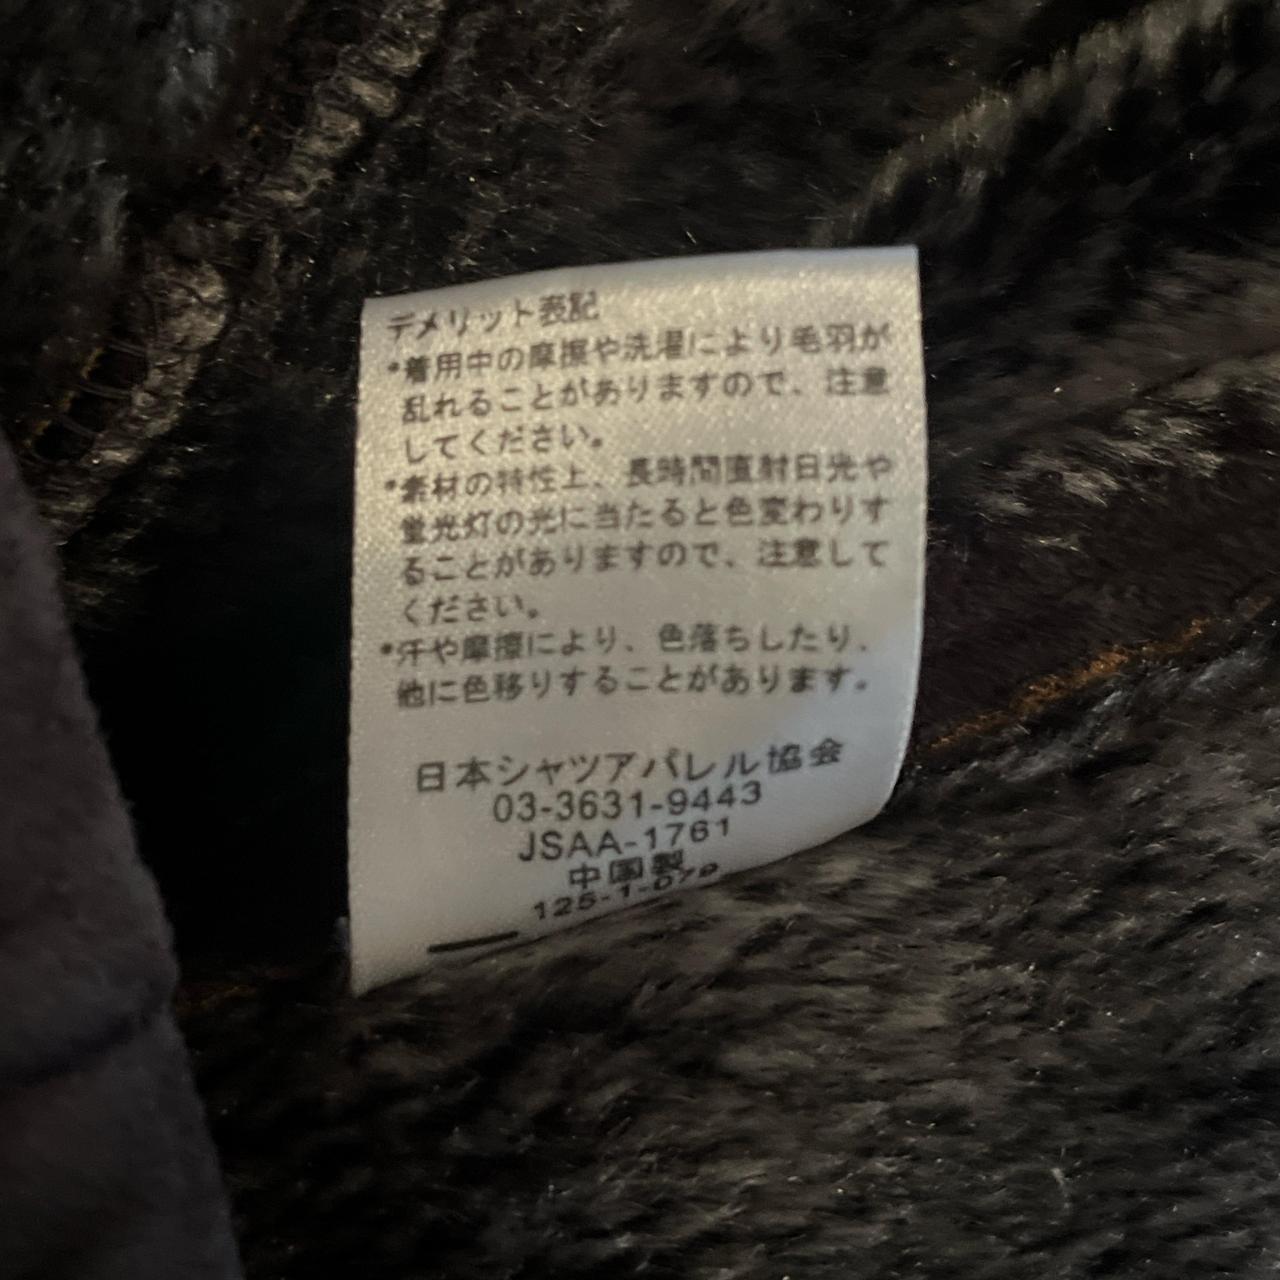 デメリット表記
•着用中の摩擦や洗濯により毛羽が
乱れることがありますので、注意
してください。
•素材の特性上、長時間直射日光や
蛍光灯の光に当たると色変わりす
ることがありますので、注意して
ください。
•汗や摩擦により、色落ちしたり、
他に色移りすることがあります。
日本シャツアパレル協会
03-3631-9443
JSAA-1761
中国製
125-1-079